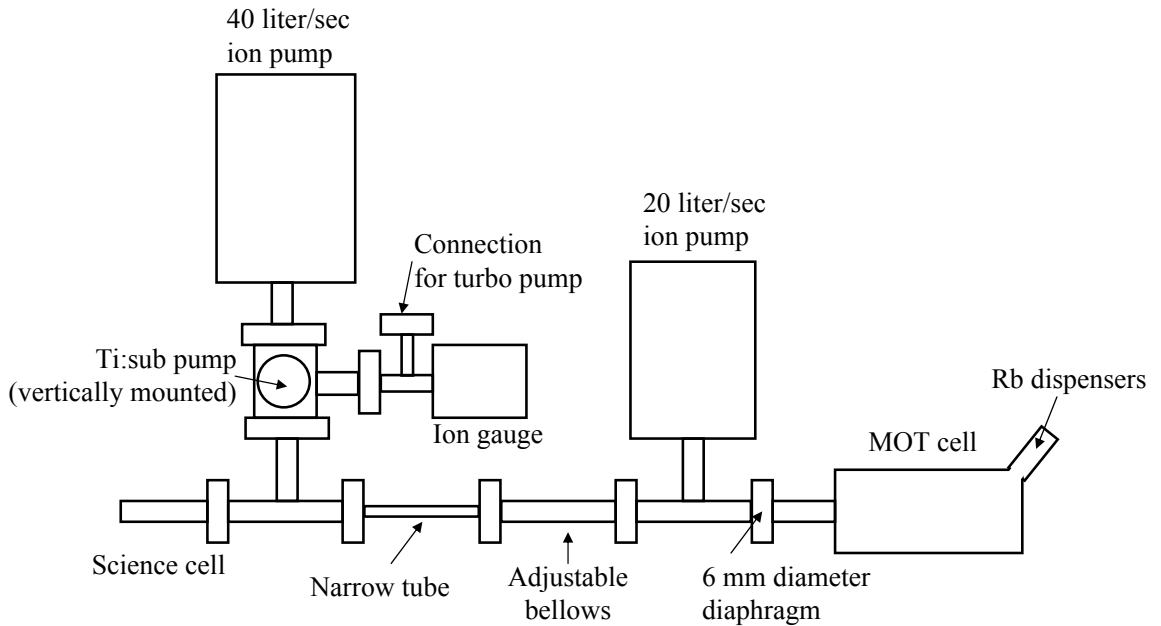 40 liter/sec
ion pump
20 liter/sec
ion pump
Connection
for turbo pump
Ti:sub pump
(vertically mounted)
Rb dispensers
Ion gauge
MOT cell
Science cell
Narrow tube
Adjustable
bellows
6 mm diameter
diaphragm